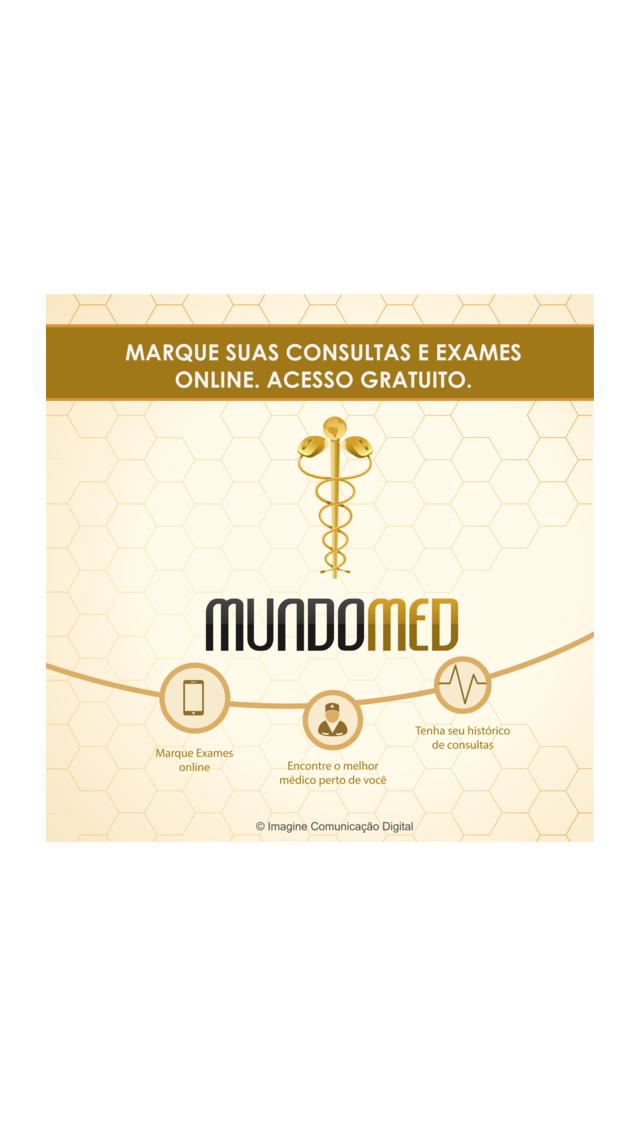 MARQUE SUAS CONSULTAS E EXAMES
ONLINE. ACESSO GRATUITO.
MUNDOMED
Marque Exames
online
Encontre o melhor
médico perto de você
Tenha seu histórico
de consultas
© Imagine Comunicação Digital